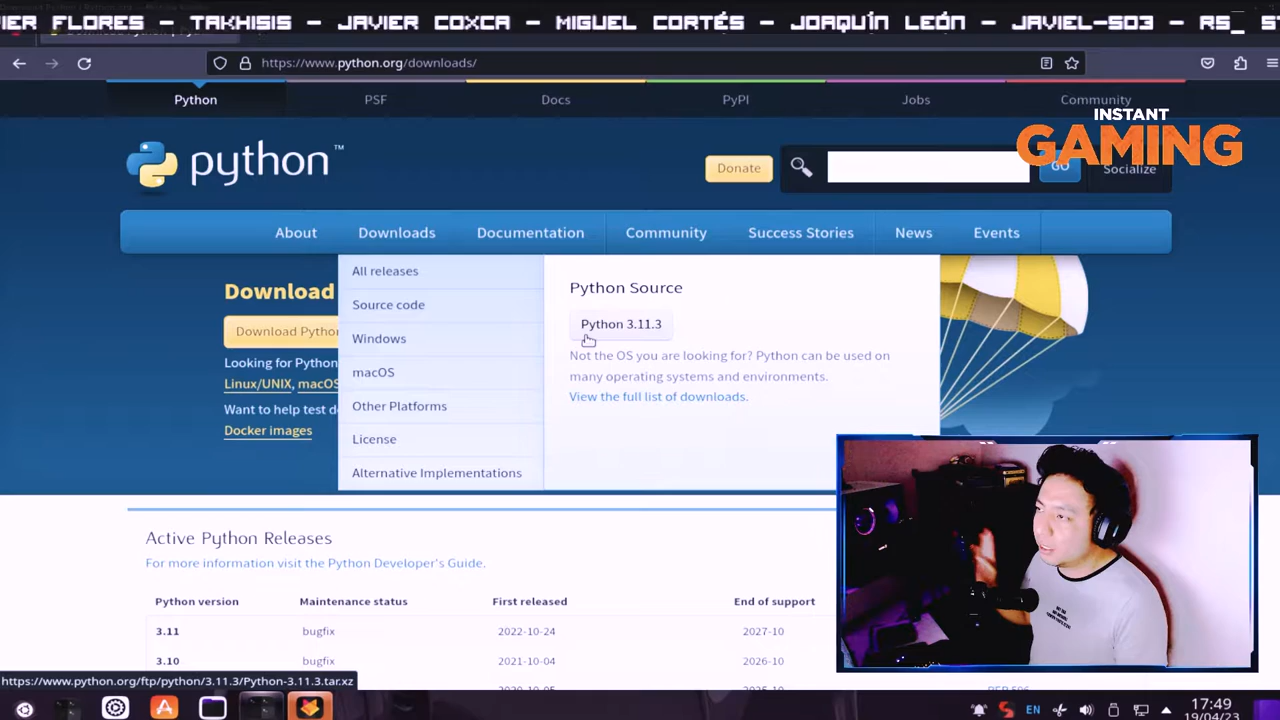 IER FLORES - TAKHISIS - JAVIER COXCA - MIGUEL CORTÉS - JOAQUÍN LEÓN - JAVIEL-503 - RS_ S
https://www.python.org/downloads/
Python
PSF
Docs
PyPI
Jobs
Community
INSTANT
GAMING
python™
Donate
GO
Socialize
About
Downloads
Documentation
Community
Success Stories
News
Events
All releases
Source code
Windows
macOS
Other Platforms
License
Alternative Implementations
Python Source
Python 3.11.3
Not the OS you are looking for? Python can be used on
many operating systems and environments.
View the full list of downloads.
Download
Download Pytho
Looking for Python
Linux/UNIX, macOS
Want to help test d
Docker images
Active Python Releases
For more information visit the Python Developer's Guide.
Python version Maintenance status First released End of support
3.11 bugfix 2022-10-24 2027-10
3.10 bugfix 2021-10-04 2026-10
https://www.python.org/ftp/python/3.11.3/Python-3.11.3.tar.xz
EN
17:49
19/04/23